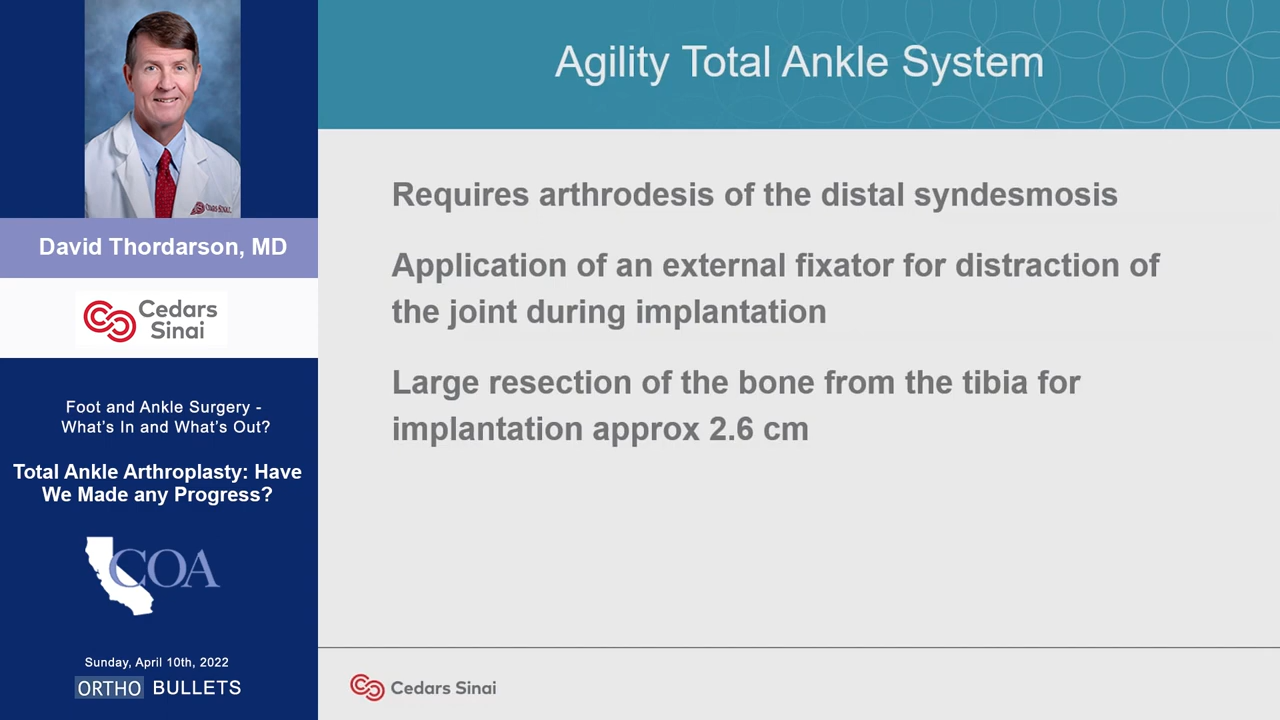 David Thordarson, MD
Cedars
Sinai
Foot and Ankle Surgery -
What's In and What's Out?
Total Ankle Arthroplasty: Have
We Made any Progress?
COA
Sunday, April 10th, 2022
ORTHO BULLETS
Agility Total Ankle System
Requires arthrodesis of the distal syndesmosis
Application of an external fixator for distraction of
the joint during implantation
Large resection of the bone from the tibia for
implantation approx 2.6 cm
Cedars Sinai